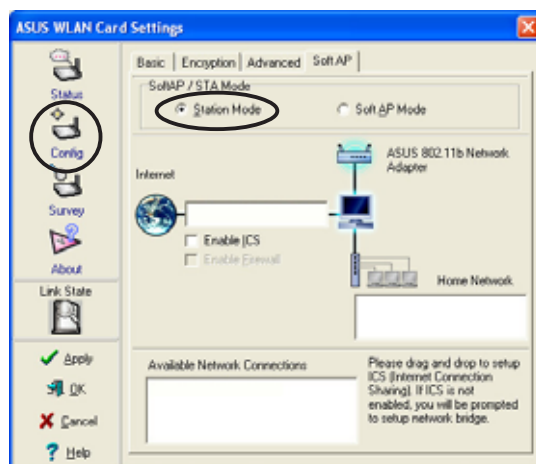 ASUS WLAN Card Settings
Status
Config
Survey
About
Link State
Apply
OK
Cancel
Help
Basic
Encryption
Advanced
Soft AP
SoftAP / STA Mode
Station Mode
Soft AP Mode
Internet
ASUS 802.11b Network
Adapter
Enable ICS
Enable Firewall
Home Network
Available Network Connections
Please drag and drop to setup
ICS (Internet Connection
Sharing). If ICS is not
enabled, you will be prompted
to setup network bridge.